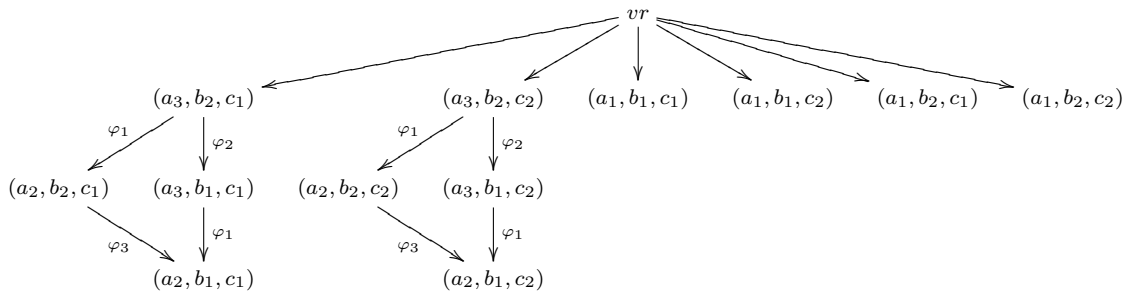 vr
(a₃, b₂, c₁) (a₃, b₂, c₂) (a₁, b₁, c₁) (a₁, b₁, c₂) (a₁, b₂, c₁) (a₁, b₂, c₂)
φ₁ φ₂ φ₁ φ₂
(a₂, b₂, c₁) (a₃, b₁, c₁) (a₂, b₂, c₂) (a₃, b₁, c₂)
φ₃ φ₁ φ₃ φ₁
(a₂, b₁, c₁) (a₂, b₁, c₂)